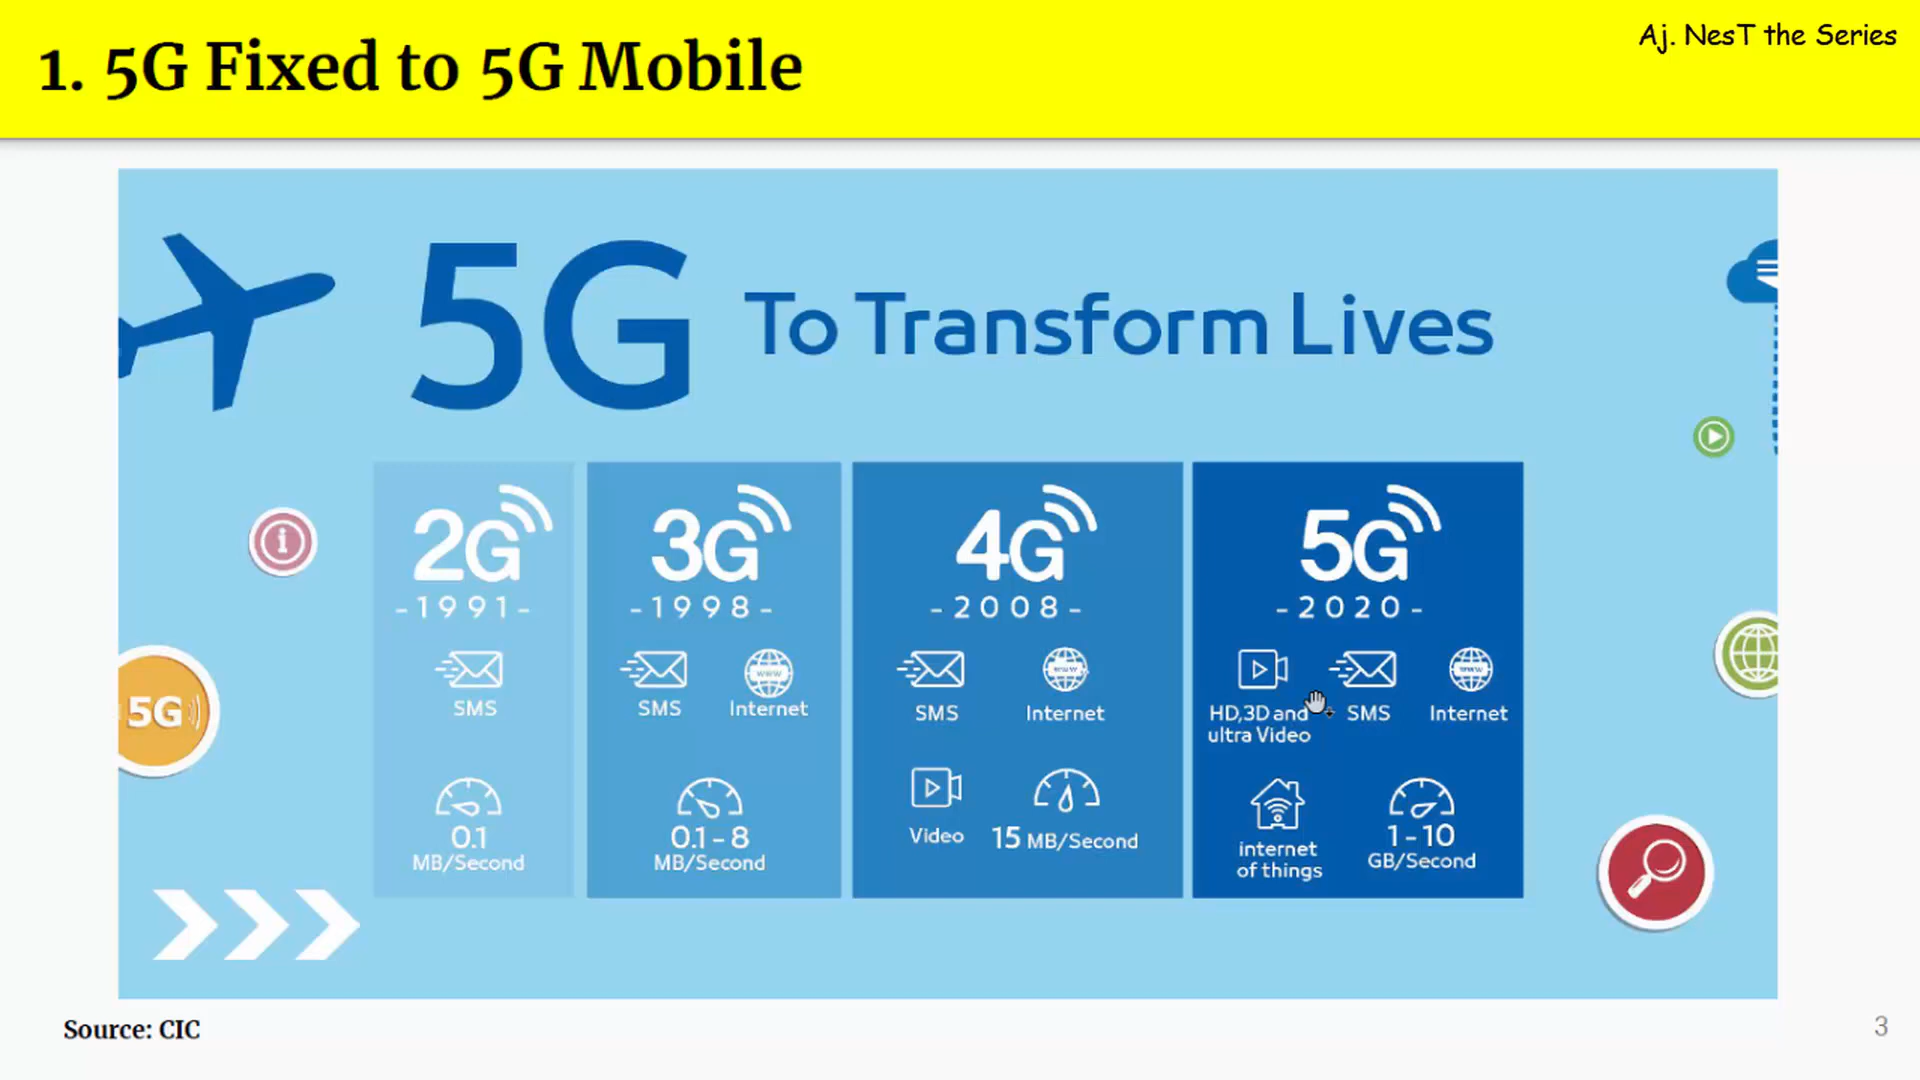 1. 5G Fixed to 5G Mobile
Aj. NesT the Series
5G To Transform Lives
2G
-1991-
SMS
0.1
MB/Second
3G
-1998-
SMS
www
Internet
0.1-8
MB/Second
4G
-2008-
SMS
www
Internet
Video
15 MB/Second
5G
-2020-
HD,3D and
ultra Video
SMS
www
Internet
internet
of things
1-10
GB/Second
i
5G
Source: CIC
3